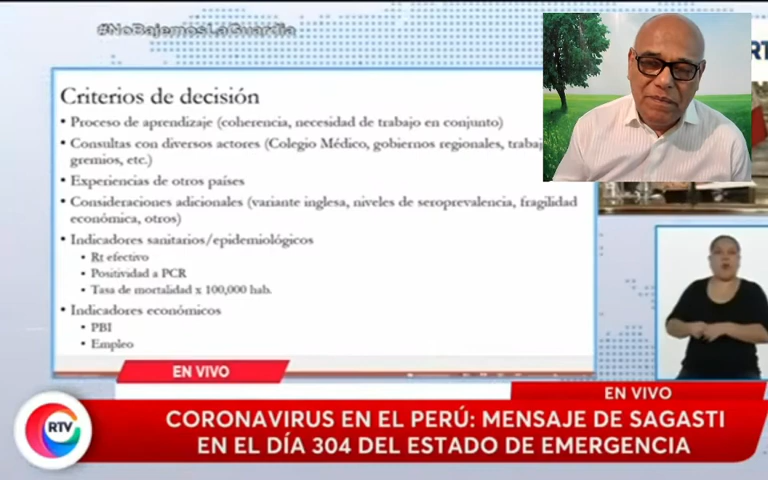 #NoBajemosLaGuardia
RT
Criterios de decisión
• Proceso de aprendizaje (coherencia, necesidad de trabajo en conjunto)
• Consultas con diversos actores (Colegio Médico, gobiernos regionales,
gremios, etc.)
• Experiencias de otros países
• Consideraciones adicionales (variante inglesa, niveles de seroprevalencia, fragilidad
económica, otros)
• Indicadores sanitarios/epidemiológicos
• Rt efectivo
• Positividad a PCR
• Tasa de mortalidad x 100,000 hab.
• Indicadores económicos
• PBI
• Empleo
EN VIVO
EN VIVO
RTV
CORONAVIRUS EN EL PERÚ: MENSAJE DE SAGASTI
EN EL DÍA 304 DEL ESTADO DE EMERGENCIA